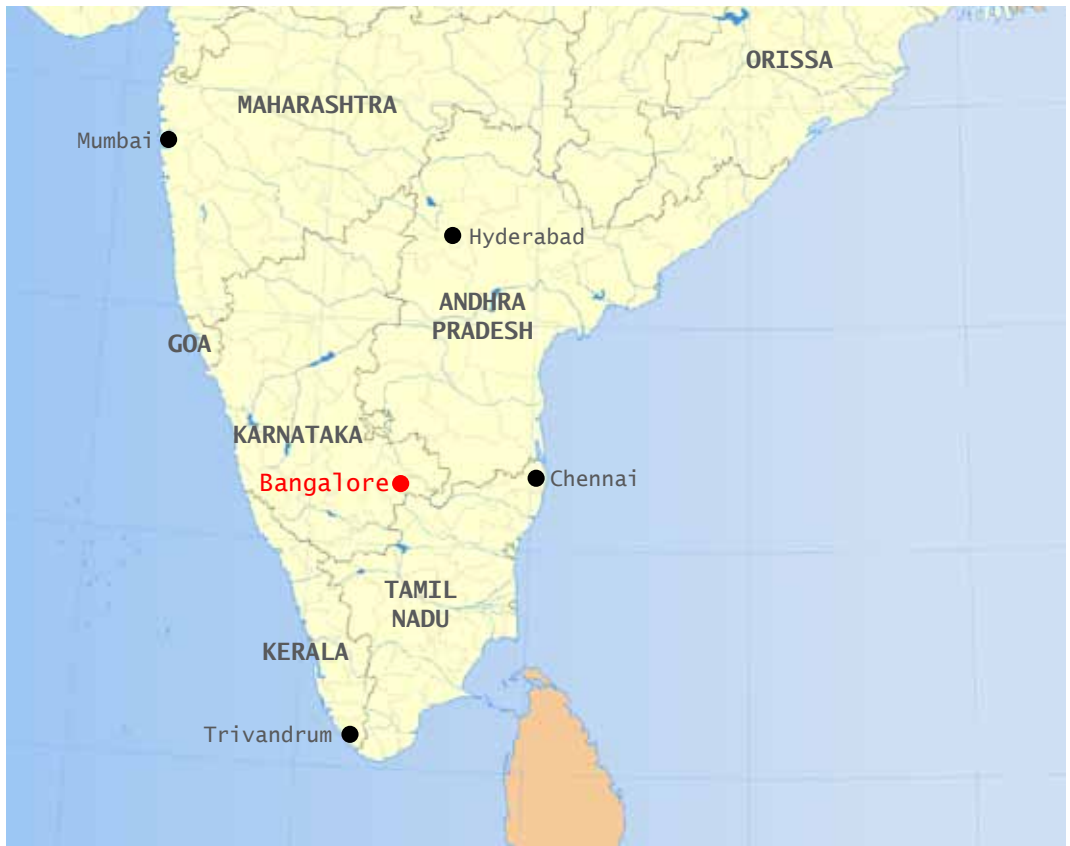 ORISSA
MAHARASHTRA
Mumbai
Hyderabad
ANDHRA
PRADESH
GOA
KARNATAKA
Bangalore
Chennai
TAMIL
NADU
KERALA
Trivandrum